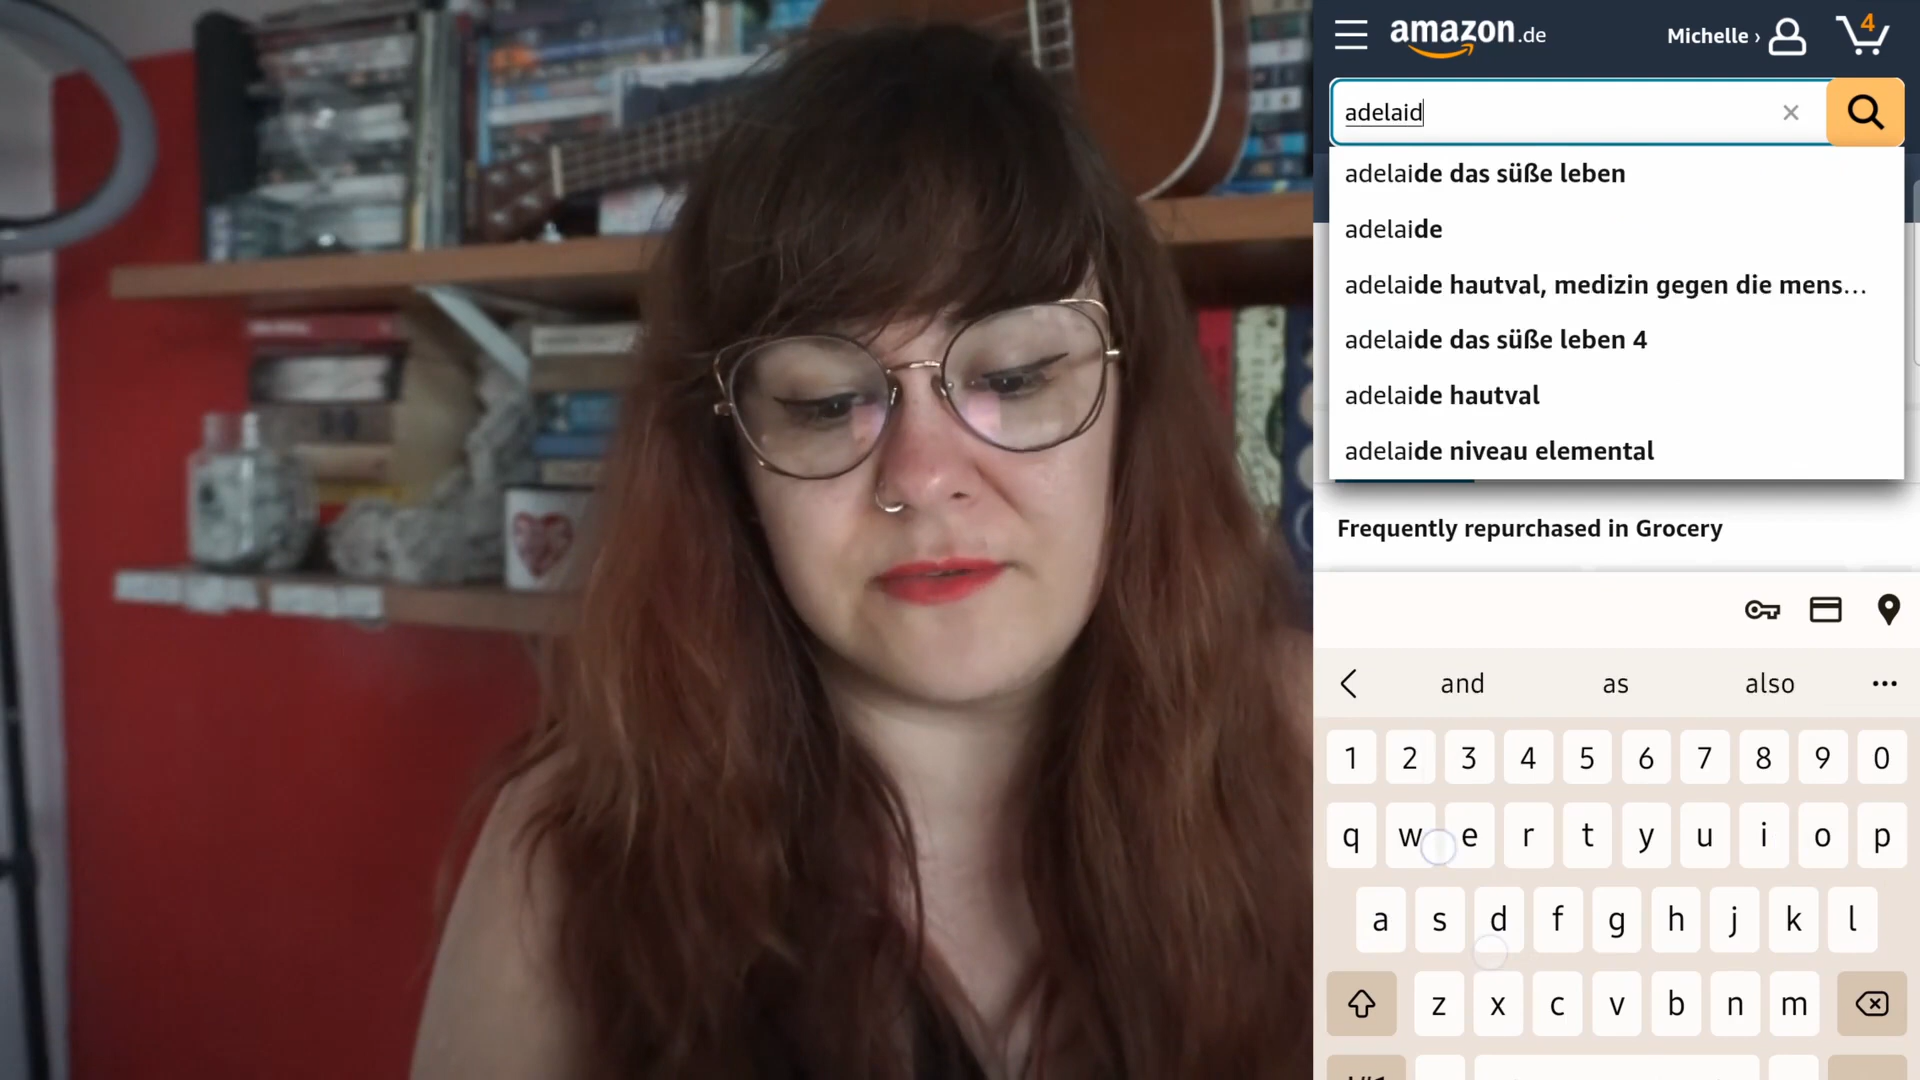 amazon.de
Michelle ›
4
adelaid
adelaide das süße leben
adelaide
adelaide hautval, medizin gegen die mens...
adelaide das süße leben 4
adelaide hautval
adelaide niveau elemental
Frequently repurchased in Grocery
and as also
1 2 3 4 5 6 7 8 9 0
q w e r t y u i o p
a s d f g h j k l
z x c v b n m